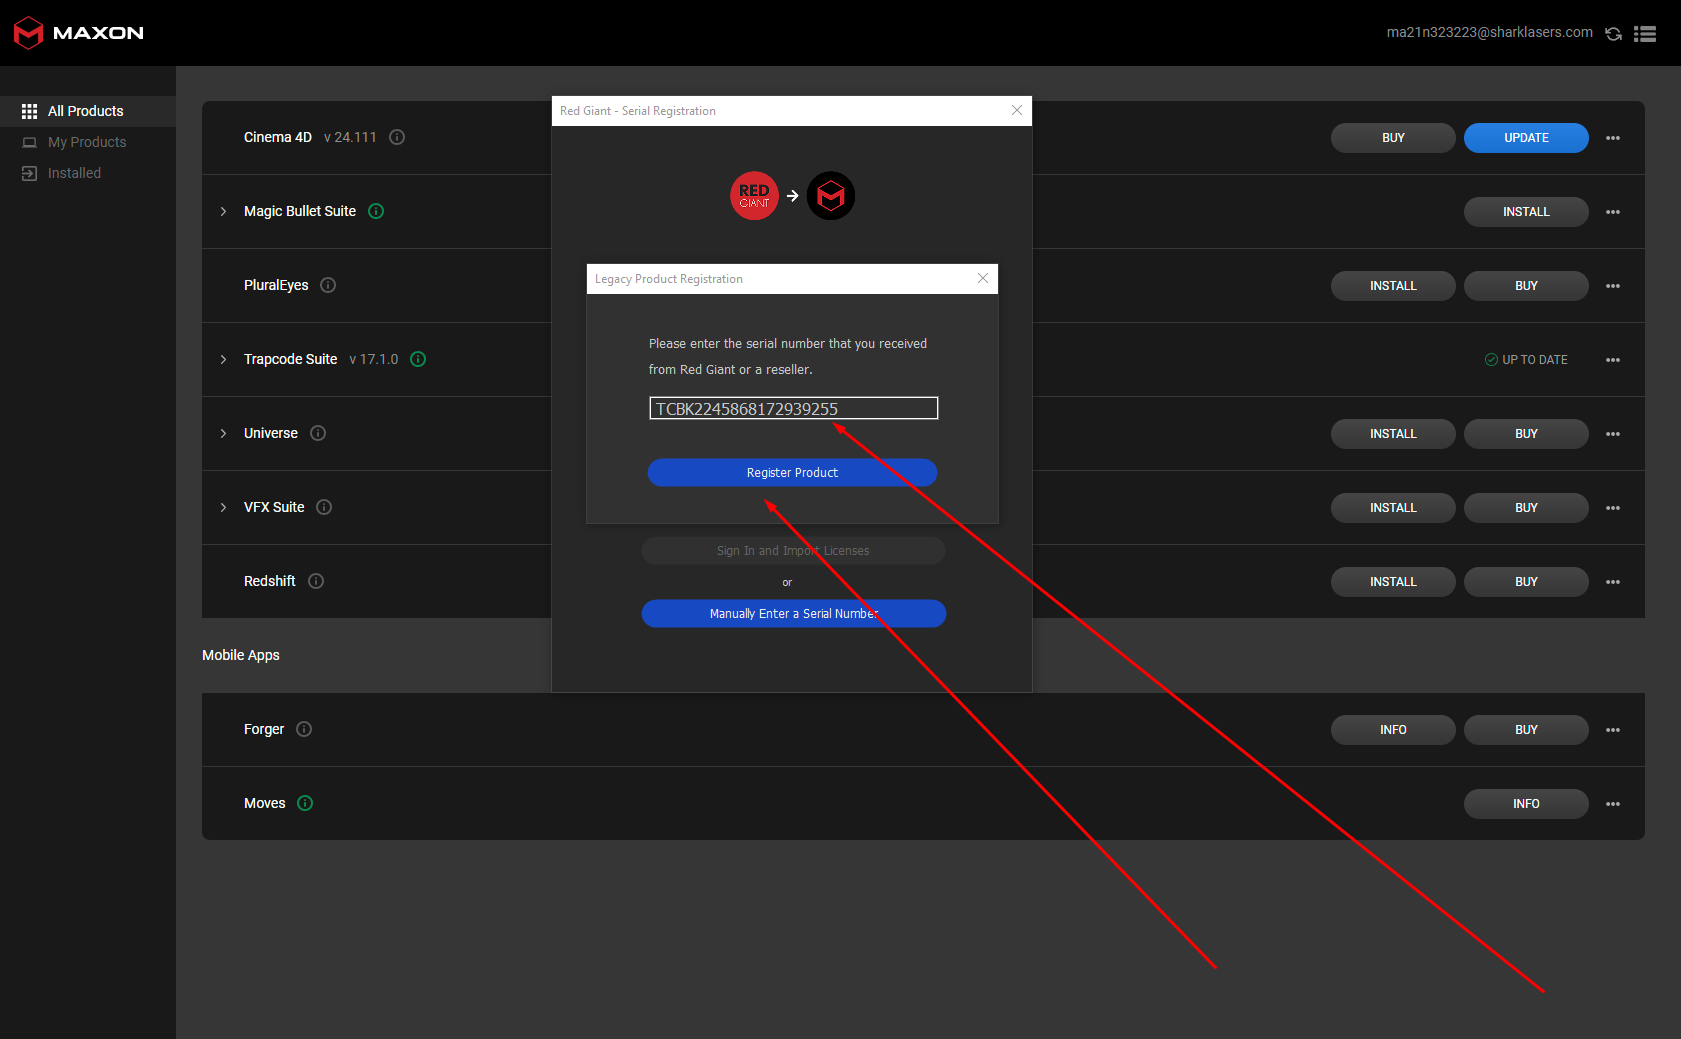 MAXON
ma21n323223@sharklasers.com
All Products
My Products
Installed
Red Giant - Serial Registration
Cinema 4D v 24.111
BUY UPDATE
RED
GIANT
Magic Bullet Suite
INSTALL
Legacy Product Registration
PluralEyes
INSTALL BUY
Please enter the serial number that you received
from Red Giant or a reseller.
Trapcode Suite v 17.1.0
UP TO DATE
TCBK2245868172939255
Universe
INSTALL BUY
Register Product
VFX Suite
INSTALL BUY
Sign In and Import Licenses
or
Redshift
INSTALL BUY
Manually Enter a Serial Number
Mobile Apps
Forger
INFO BUY
Moves
INFO